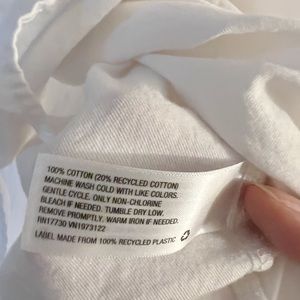 100% COTTON (20% RECYCLED COTTON)
MACHINE WASH COLD WITH LIKE COLORS.
GENTLE CYCLE. ONLY NON-CHLORINE
BLEACH IF NEEDED. TUMBLE DRY LOW.
REMOVE PROMPTLY. WARM IRON IF NEEDED.
RN17730 VN1973122
LABEL MADE FROM 100% RECYCLED PLASTIC